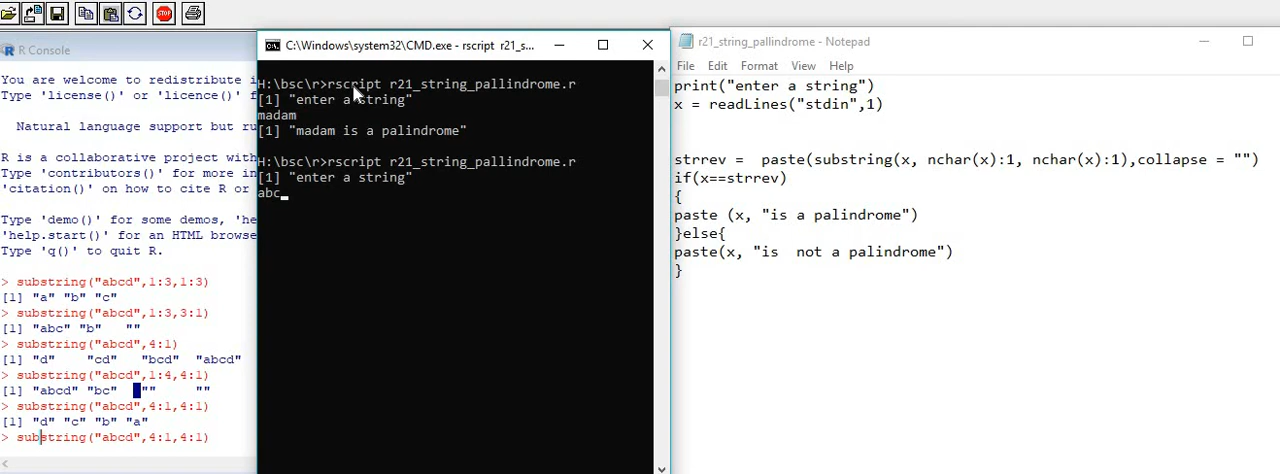 R Console
You are welcome to redistribute i
Type 'license()' or 'licence()' f
Natural language support but ru
R is a collaborative project with
Type 'contributors()' for more in
'citation()' on how to cite R or
Type 'demo()' for some demos, 'he
'help.start()' for an HTML browse
Type 'q()' to quit R.
> substring("abcd",1:3,1:3)
[1] "a" "b" "c"
> substring("abcd",1:3,3:1)
[1] "abc" "b"   ""
> substring("abcd",4:1)
[1] "d"    "cd"   "bcd"  "abcd"
> substring("abcd",1:4,4:1)
[1] "abcd" "bc"   ""     ""
> substring("abcd",4:1,4:1)
[1] "d" "c" "b" "a"
> substring("abcd",4:1,4:1)
C:\Windows\system32\CMD.exe - rscript  r21_s...
H:\bsc\r>rscript r21_string_pallindrome.r
[1] "enter a string"
madam
[1] "madam is a palindrome"
H:\bsc\r>rscript r21_string_pallindrome.r
[1] "enter a string"
abc
r21_string_pallindrome - Notepad
File Edit Format View Help
print("enter a string")
x = readLines("stdin",1)
strrev =  paste(substring(x, nchar(x):1, nchar(x):1),collapse = "")
if(x==strrev)
{
paste (x, "is a palindrome")
}else{
paste(x, "is  not a palindrome")
}
STOP